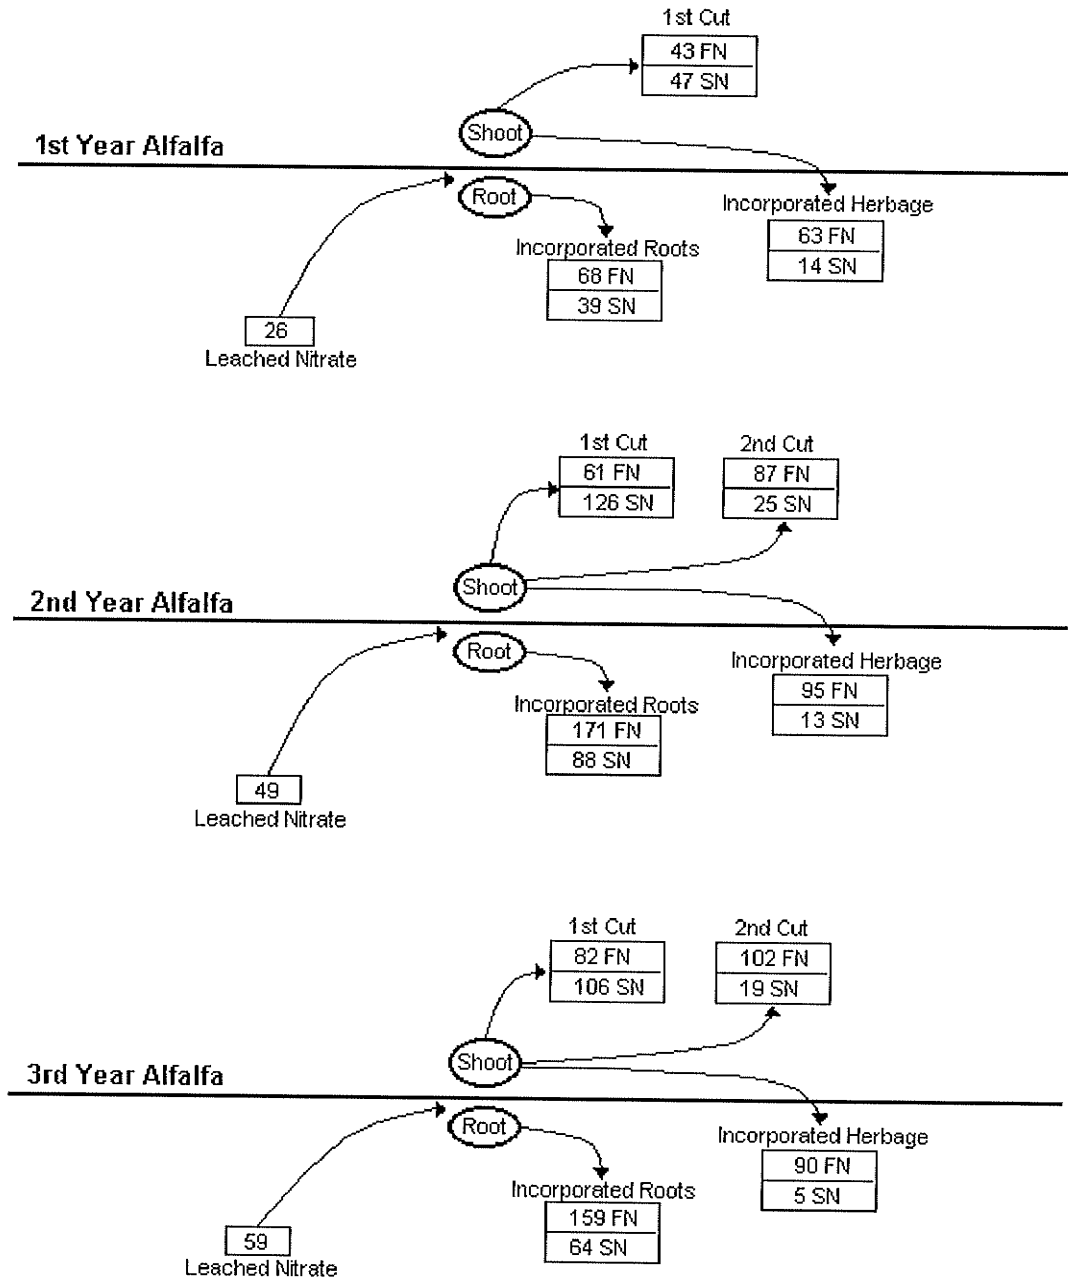 1st Cut
43 FN
47 SN
Shoot
1st Year Alfalfa
Root
Incorporated Herbage
63 FN
14 SN
Incorporated Roots
68 FN
39 SN
26
Leached Nitrate
1st Cut
2nd Cut
61 FN
87 FN
126 SN
25 SN
Shoot
2nd Year Alfalfa
Root
Incorporated Herbage
95 FN
13 SN
Incorporated Roots
171 FN
88 SN
49
Leached Nitrate
1st Cut
2nd Cut
82 FN
102 FN
106 SN
19 SN
Shoot
3rd Year Alfalfa
Root
Incorporated Herbage
90 FN
5 SN
Incorporated Roots
159 FN
64 SN
59
Leached Nitrate